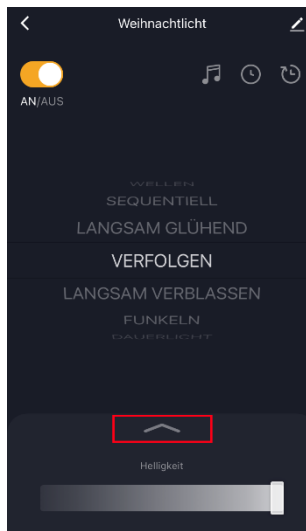 Weihnachtlicht
AN/AUS
WELLEN
SEQUENTIELL
LANGSAM GLÜHEND
VERFOLGEN
LANGSAM VERBLASSEN
FUNKELN
DAUERLICHT
Helligkeit